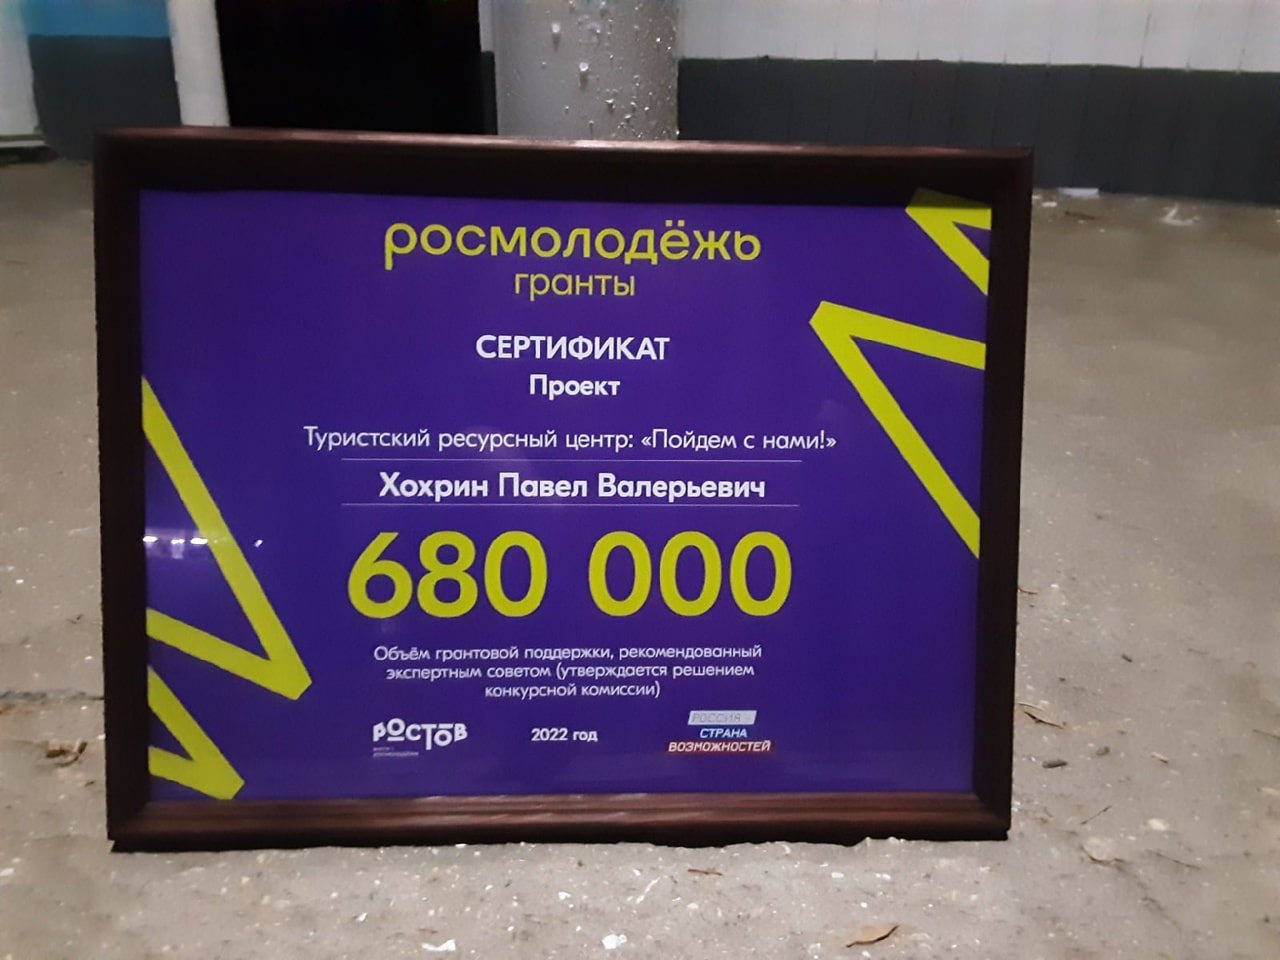 росмолодёжь
гранты
СЕРТИФИКАТ
Проект
Туристский ресурсный центр: «Пойдем с нами!»
Хохрин Павел Валерьевич
680 000
Объём грантовой поддержки, рекомендованный
экспертным советом (утверждается решением
конкурсной комиссии)
РОСТОВ
2022 год
РОССИЯ
СТРАНА
ВОЗМОЖНОСТЕЙ